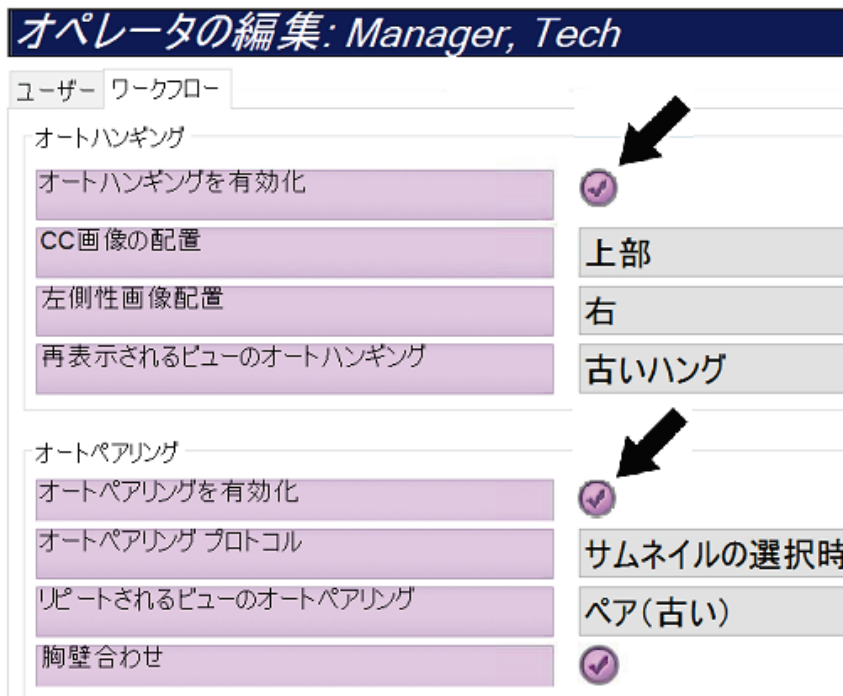 オペレータの編集: Manager, Tech
ユーザー ワークフロー
オートハンギング
オートハンギングを有効化
CC画像の配置 上部
左側性画像配置 右
再表示されるビューのオートハンギング 古いハング
オートペアリング
オートペアリングを有効化
オートペアリング プロトコル サムネイルの選択時
リピートされるビューのオートペアリング ペア(古い)
胸壁合わせ